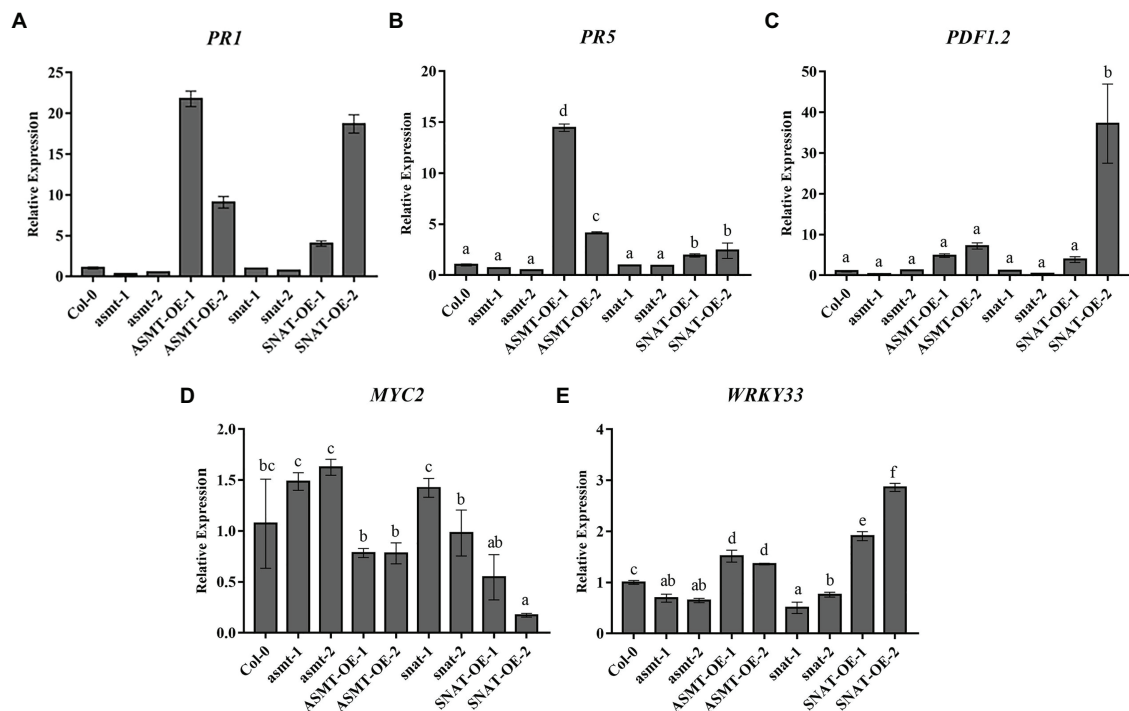 A
PR1
Relative Expression
25
20
15
10
5
0
Col-0
asmt-1
asmt-2
ASMT-OE-1
ASMT-OE-2
snat-1
snat-2
SNAT-OE-1
SNAT-OE-2
B
PR5
Relative Expression
20
15
10
5
0
a
a
a
d
c
a
a
b
b
Col.0
asmt-1
asmt-2
ASMT-OE-1
ASMT-OE-2
snat-1
snat-2
SNAT-OE-1
SNAT-OE-2
C
PDF1.2
Relative Expression
50
40
30
20
10
0
a
a
a
a
a
a
a
a
b
Col-0
asmt-1
asmt-2
ASMT-OE-1
ASMT-OE-2
snat-1
snat-2
SNAT-OE-1
SNAT-OE-2
D
MYC2
Relative Expression
2.0
1.5
1.0
0.5
0.0
bc
c
c
b
b
c
b
ab
a
Col-0
asmt-1
asmt-2
ASMT-OE-1
ASMT-OE-2
snat-1
snat-2
SNAT-OE-1
SNAT-OE-2
E
WRKY33
Relative Expression
4
3
2
1
0
c
ab
ab
d
d
a
b
e
f
Col-0
asmt-1
asmt-2
ASMT-OE-1
ASMT-OE-2
snat-1
snat-2
SNAT-OE-1
SNAT-OE-2